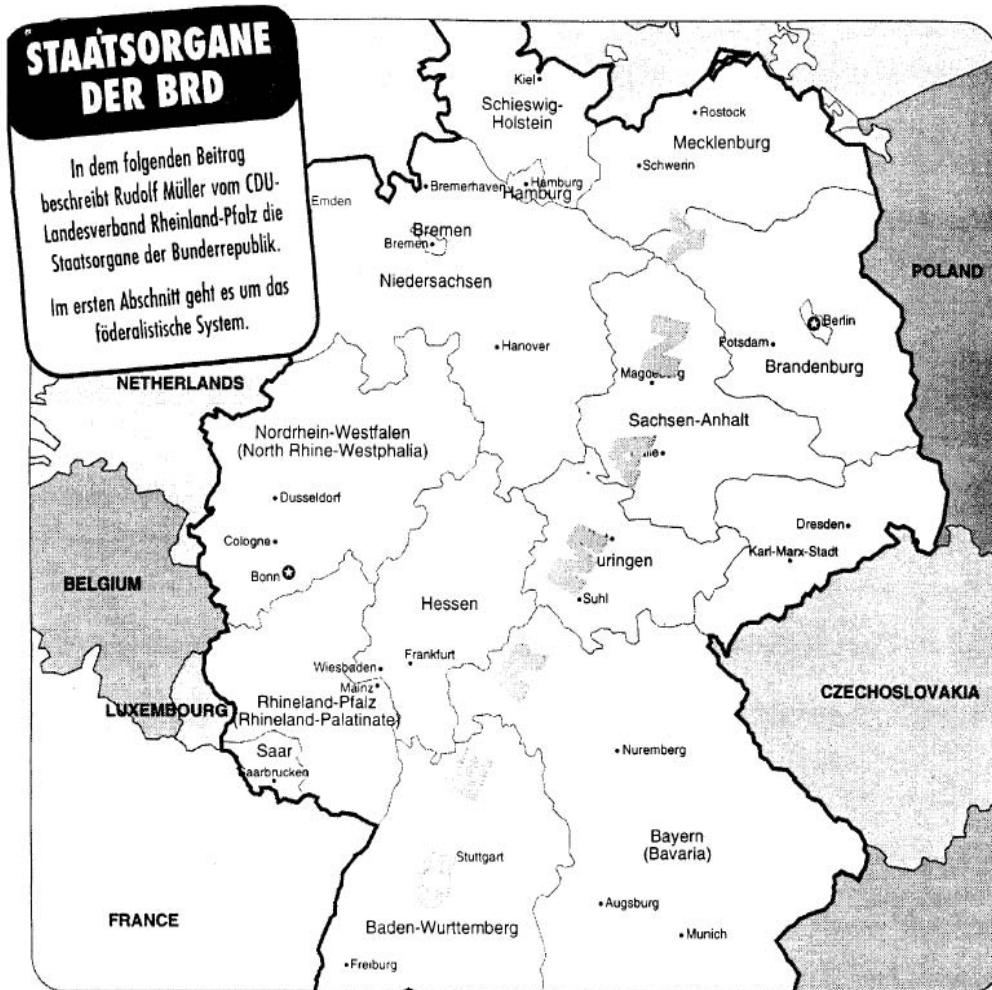 STAATSORGANE
DER BRD
In dem folgenden Beitrag
beschreibt Rudolf Müller vom CDU-
Landesverband Rheinland-Pfalz die
Staatsorgane der Bunderrepublik.
Im ersten Abschnitt geht es um das
föderalistische System.
Kiel
Schieswig-
Holstein
Rostock
Mecklenburg
Schwerin
Bremerhaven
Hamburg
Hamburg
Emden
Bremen
Bremen
Niedersachsen
POLAND
Berlin
Hanover
Potsdam
Brandenburg
NETHERLANDS
Sachsen-Anhalt
Nordrhein-Westfalen
(North Rhine-Westphalia)
Dusseldorf
Dresden
Cologne
Karl-Marx-Stadt
uringen
Bonn
BELGIUM
Hessen
Suhl
Frankfurt
Wiesbaden
Mainz
CZECHOSLOVAKIA
Rhineland-Pfalz
(Rhineland-Palatinate)
LUXEMBOURG
Saar
Saarbrucken
Nuremberg
Bayern
(Bavaria)
Stuttgart
Augsburg
FRANCE
Baden-Wurttemberg
Munich
Freiburg